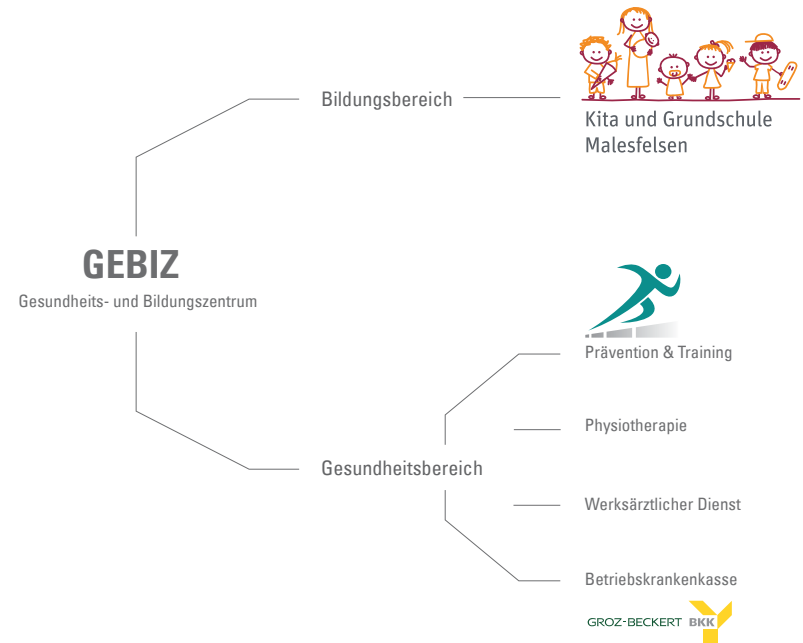 Bildungsbereich
Kita und Grundschule
Malesfelsen
GEBIZ
Gesundheits- und Bildungszentrum
Prävention & Training
Physiotherapie
Gesundheitsbereich
Werksärztlicher Dienst
Betriebskrankenkasse
GROZ-BECKERT BKK